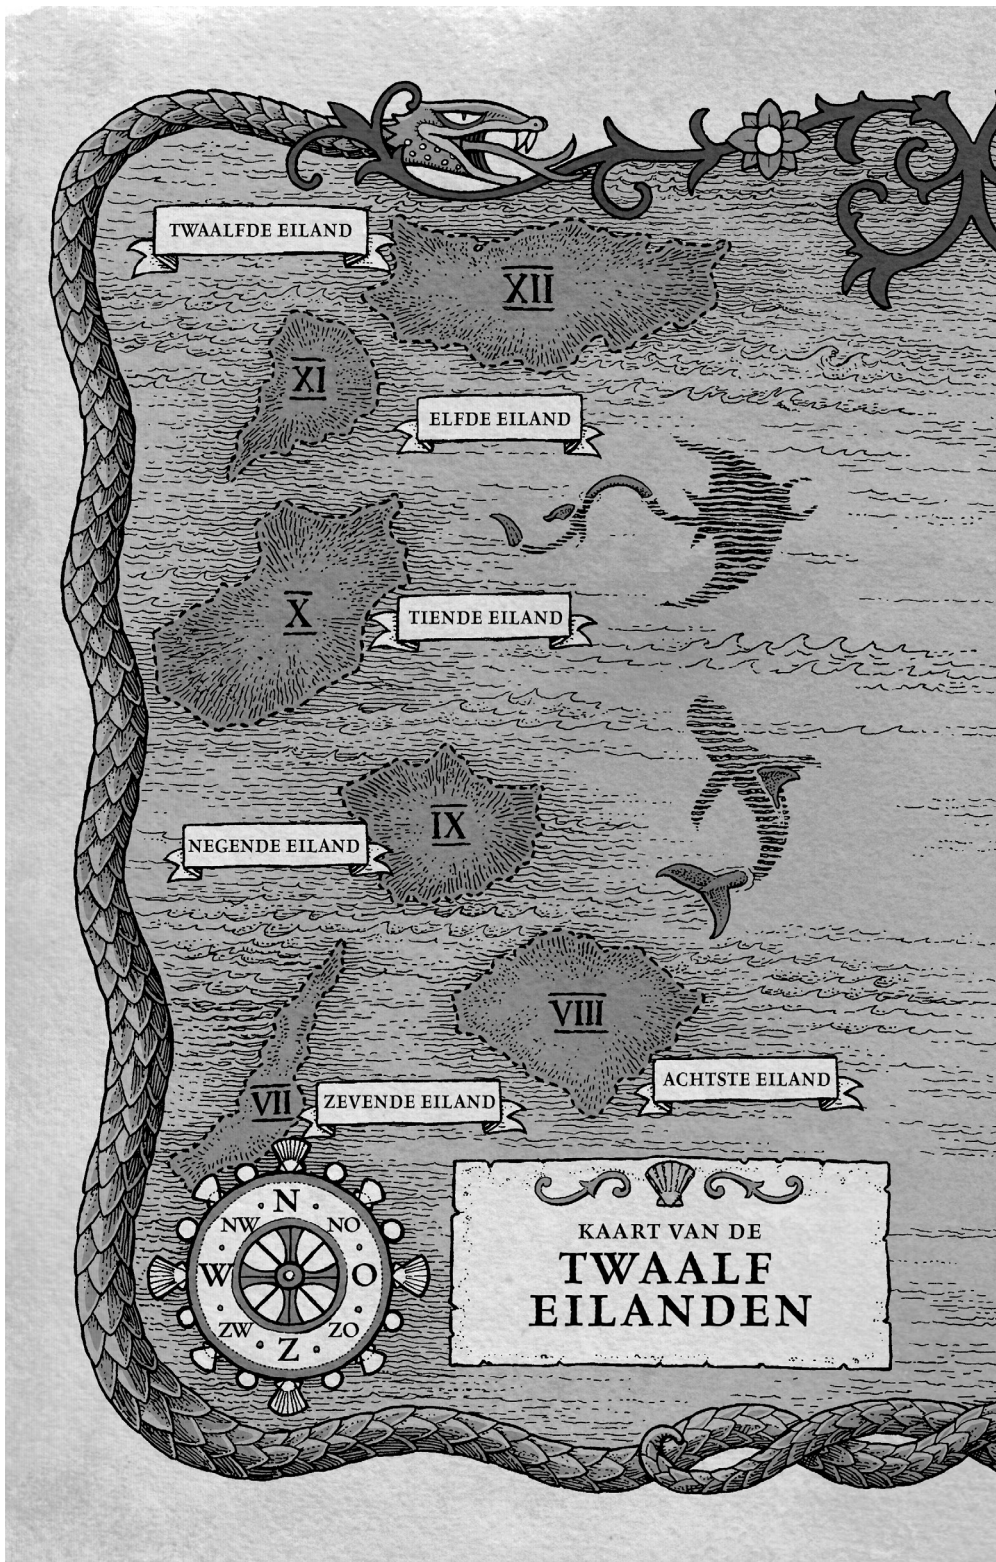 TWAALFDE EILAND
XII
XI
ELFDE EILAND
X
TIENDE EILAND
IX
NEGENDE EILAND
VIII
ACHTSTE EILAND
VII
ZEVENDE EILAND
N
NW NO
W O
ZW ZO
Z
KAART VAN DE
TWAALF
EILANDEN